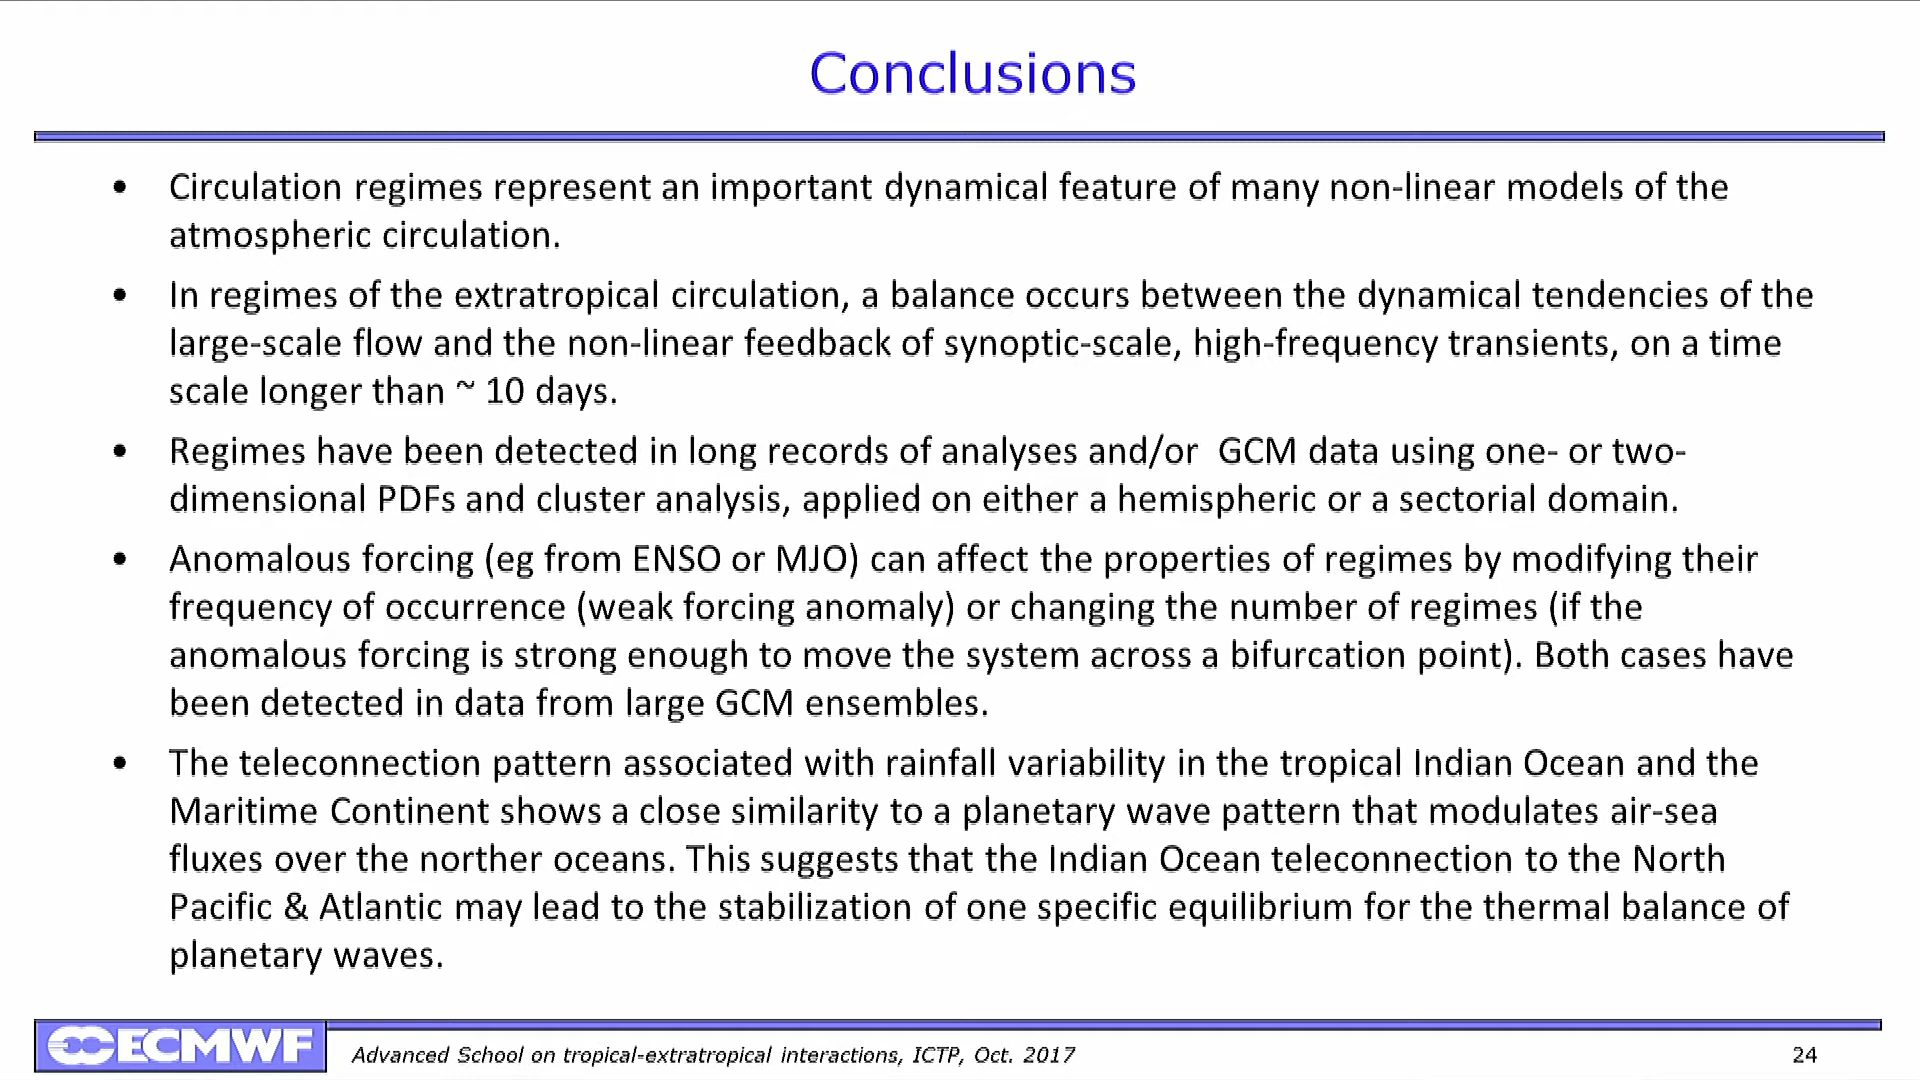 Conclusions
• Circulation regimes represent an important dynamical feature of many non-linear models of the
atmospheric circulation.
• In regimes of the extratropical circulation, a balance occurs between the dynamical tendencies of the
large-scale flow and the non-linear feedback of synoptic-scale, high-frequency transients, on a time
scale longer than ~ 10 days.
• Regimes have been detected in long records of analyses and/or  GCM data using one- or two-
dimensional PDFs and cluster analysis, applied on either a hemispheric or a sectorial domain.
• Anomalous forcing (eg from ENSO or MJO) can affect the properties of regimes by modifying their
frequency of occurrence (weak forcing anomaly) or changing the number of regimes (if the
anomalous forcing is strong enough to move the system across a bifurcation point). Both cases have
been detected in data from large GCM ensembles.
• The teleconnection pattern associated with rainfall variability in the tropical Indian Ocean and the
Maritime Continent shows a close similarity to a planetary wave pattern that modulates air-sea
fluxes over the norther oceans. This suggests that the Indian Ocean teleconnection to the North
Pacific & Atlantic may lead to the stabilization of one specific equilibrium for the thermal balance of
planetary waves.
ECMWF
Advanced School on tropical-extratropical interactions, ICTP, Oct. 2017
24